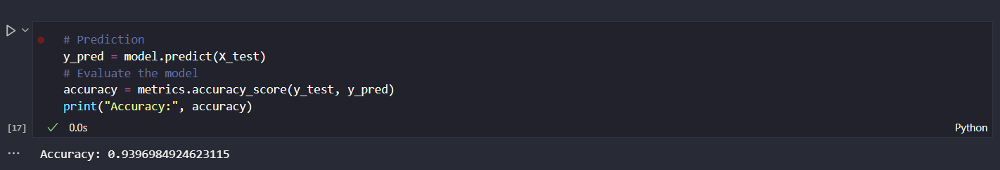 # Prediction
y_pred = model.predict(X_test)
# Evaluate the model
accuracy = metrics.accuracy_score(y_test, y_pred)
print("Accuracy:", accuracy)
[17] 0.0s Python
... Accuracy: 0.9396984924623115